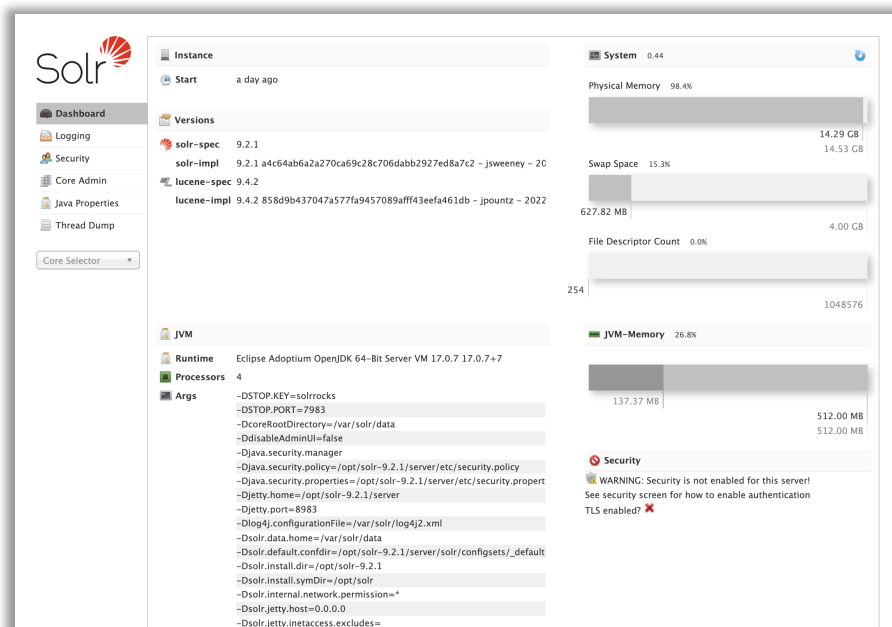 Solr
Dashboard
Logging
Security
Core Admin
Java Properties
Thread Dump
Core Selector
Instance
Start a day ago
Versions
solr-spec 9.2.1
solr-impl 9.2.1 a4c64ab6a2a270ca69c28c706dabb2927ed8a7c2 – jsweeney – 20
lucene-spec 9.4.2
lucene-impl 9.4.2 858d9b437047a577fa9457089afff43eefa461db – jpountz – 2022
JVM
Runtime Eclipse Adoptium OpenJDK 64-Bit Server VM 17.0.7 17.0.7+7
Processors 4
Args -DSTOP.KEY=solrrocks
-DSTOP.PORT=7983
-DcoreRootDirectory=/var/solr/data
-DdisableAdminUI=false
-Djava.security.manager
-Djava.security.policy=/opt/solr-9.2.1/server/etc/security.policy
-Djava.security.properties=/opt/solr-9.2.1/server/etc/security.propert
-Djetty.home=/opt/solr-9.2.1/server
-Djetty.port=8983
-Dlog4j.configurationFile=/var/solr/log4j2.xml
-Dsolr.data.home=/var/solr/data
-Dsolr.default.confdir=/opt/solr-9.2.1/server/solr/configsets/_default
-Dsolr.install.dir=/opt/solr-9.2.1
-Dsolr.install.symDir=/opt/solr
-Dsolr.internal.network.permission=*
-Dsolr.jetty.host=0.0.0.0
-Dsolr.jetty.inetaccess.excludes=
System 0.44
Physical Memory 98.4%
14.29 GB
14.53 GB
Swap Space 15.3%
627.82 MB
4.00 GB
File Descriptor Count 0.0%
254
1048576
JVM-Memory 26.8%
137.37 MB
512.00 MB
512.00 MB
Security
WARNING: Security is not enabled for this server!
See security screen for how to enable authentication
TLS enabled?